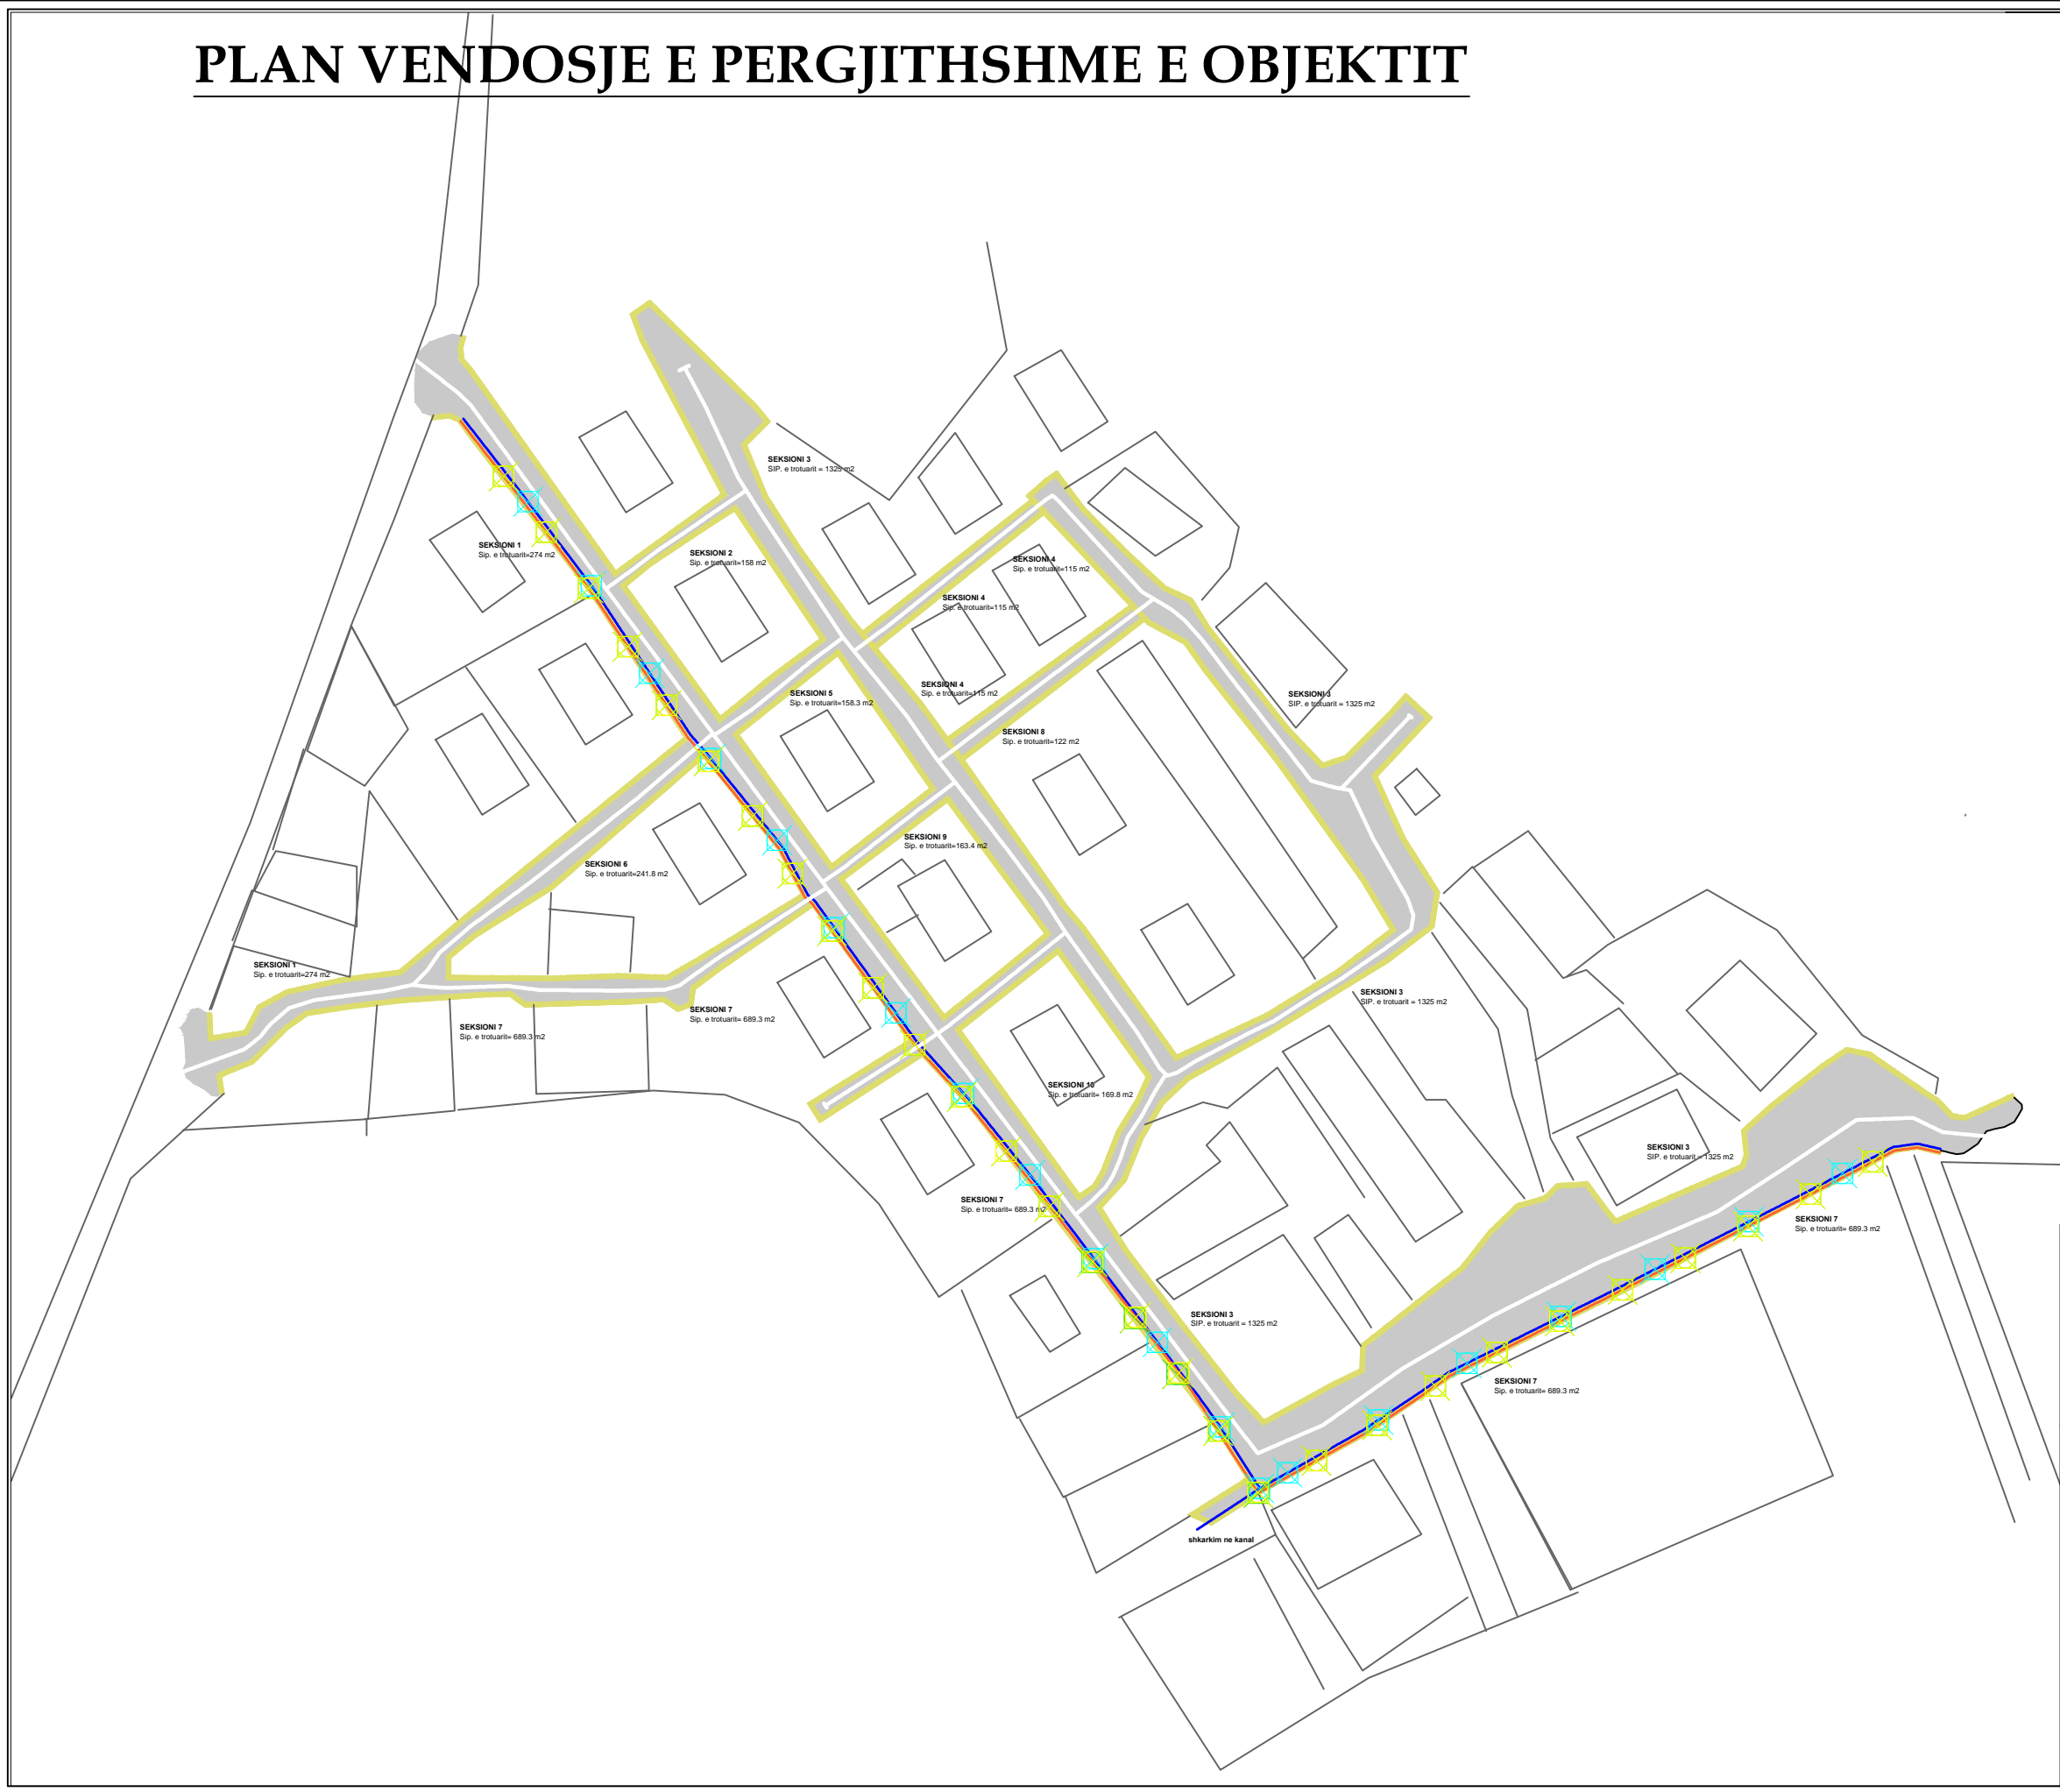 PLAN VENDOSJE E PERGJITHSHME E OBJEKTIT
SEKSIONI 3
SIP. e trotuarit = 1325 m2
SEKSIONI 1
Sip. e trotuarit=274 m2
SEKSIONI 2
Sip. e trotuarit=158 m2
SEKSIONI 4
Sip. e trotuarit=115 m2
SEKSIONI 4
Sip. e trotuarit=115 m2
SEKSIONI 4
Sip. e trotuarit=115 m2
SEKSIONI 5
Sip. e trotuarit=158.3 m2
SEKSIONI 3
SIP. e trotuarit = 1325 m2
SEKSIONI 8
Sip. e trotuarit=122 m2
SEKSIONI 9
Sip. e trotuarit=163.4 m2
SEKSIONI 6
Sip. e trotuarit=241.8 m2
SEKSIONI 1
Sip. e trotuarit=274 m2
SEKSIONI 3
SIP. e trotuarit = 1325 m2
SEKSIONI 7
Sip. e trotuarit= 689.3 m2
SEKSIONI 7
Sip. e trotuarit= 689.3 m2
SEKSIONI 10
Sip. e trotuarit= 169.8 m2
SEKSIONI 3
SIP. e trotuarit = 1325 m2
SEKSIONI 7
Sip. e trotuarit= 689.3 m2
SEKSIONI 7
Sip. e trotuarit= 689.3 m2
SEKSIONI 3
SIP. e trotuarit = 1325 m2
SEKSIONI 7
Sip. e trotuarit= 689.3 m2
shkarkim ne kanal